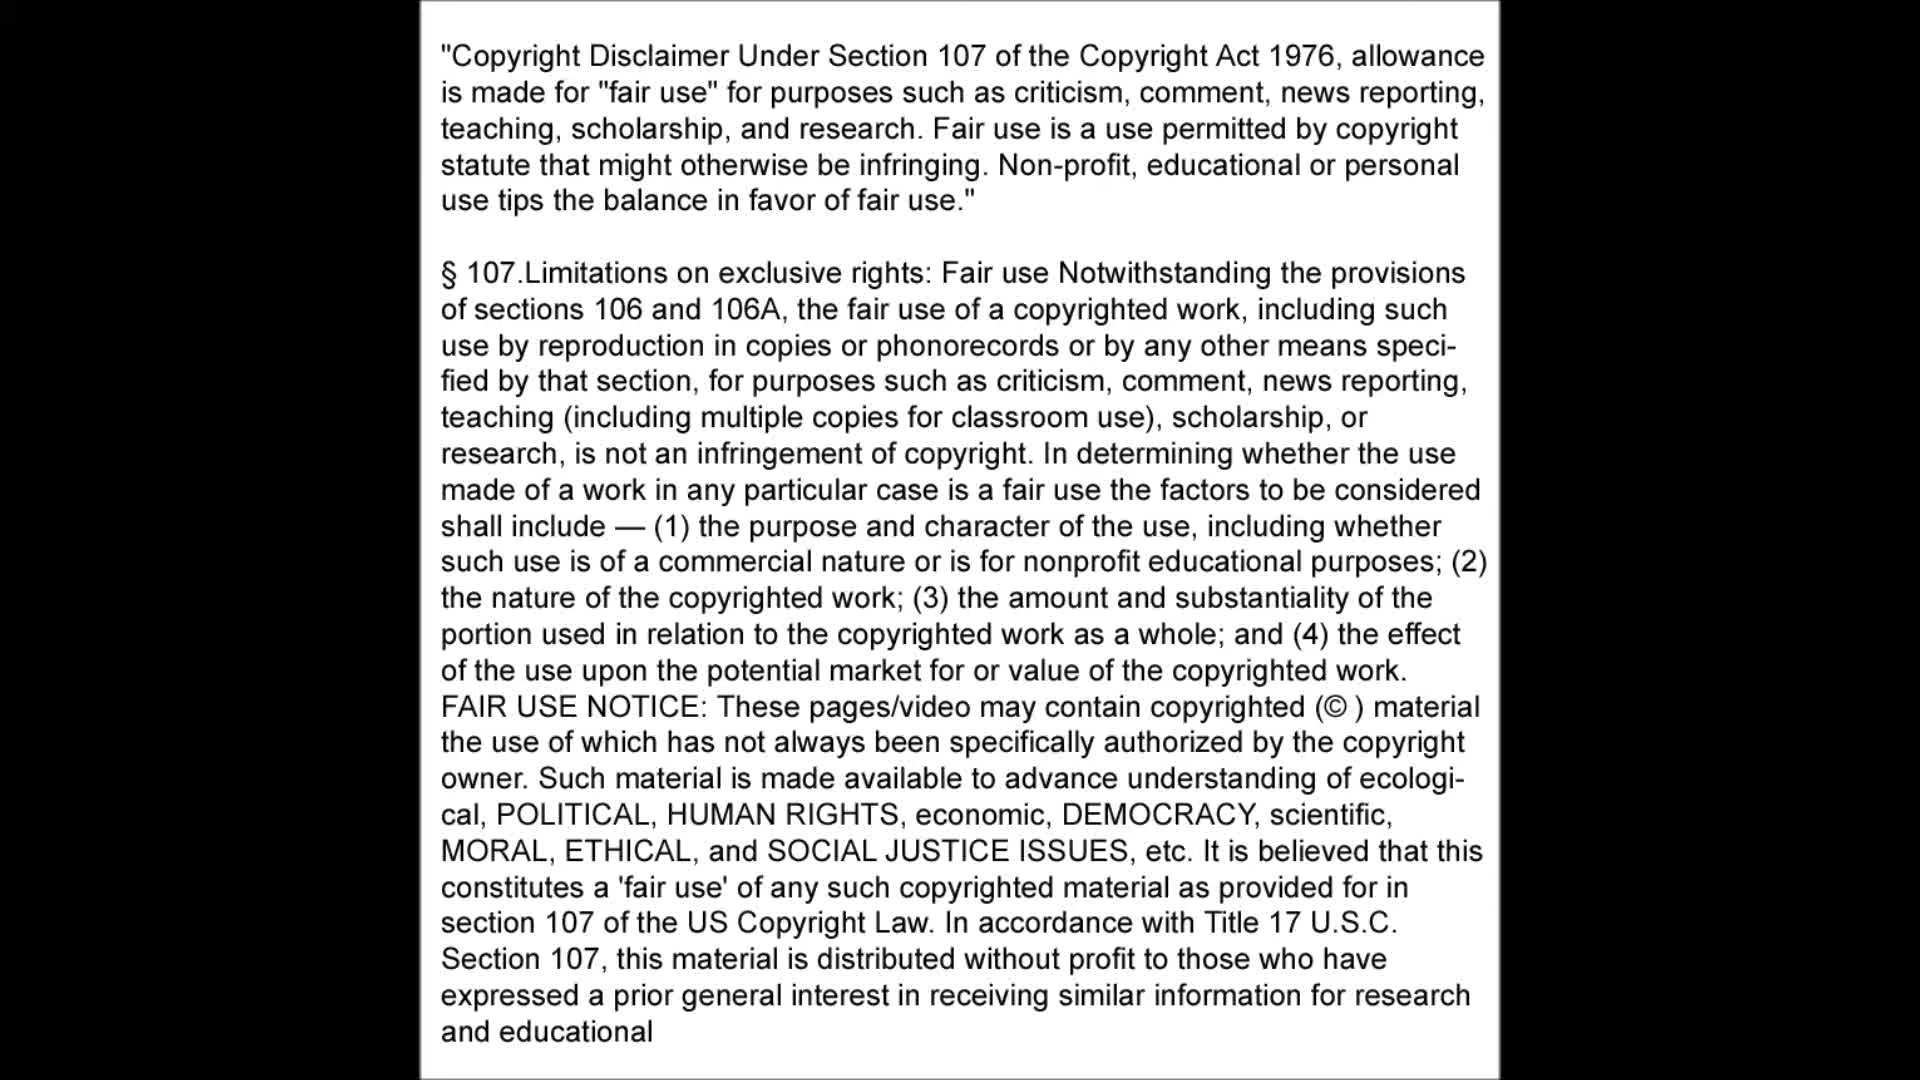 "Copyright Disclaimer Under Section 107 of the Copyright Act 1976, allowance
is made for "fair use" for purposes such as criticism, comment, news reporting,
teaching, scholarship, and research. Fair use is a use permitted by copyright
statute that might otherwise be infringing. Non-profit, educational or personal
use tips the balance in favor of fair use."
§ 107.Limitations on exclusive rights: Fair use Notwithstanding the provisions
of sections 106 and 106A, the fair use of a copyrighted work, including such
use by reproduction in copies or phonorecords or by any other means speci-
fied by that section, for purposes such as criticism, comment, news reporting,
teaching (including multiple copies for classroom use), scholarship, or
research, is not an infringement of copyright. In determining whether the use
made of a work in any particular case is a fair use the factors to be considered
shall include — (1) the purpose and character of the use, including whether
such use is of a commercial nature or is for nonprofit educational purposes; (2)
the nature of the copyrighted work; (3) the amount and substantiality of the
portion used in relation to the copyrighted work as a whole; and (4) the effect
of the use upon the potential market for or value of the copyrighted work.
FAIR USE NOTICE: These pages/video may contain copyrighted (© ) material
the use of which has not always been specifically authorized by the copyright
owner. Such material is made available to advance understanding of ecologi-
cal, POLITICAL, HUMAN RIGHTS, economic, DEMOCRACY, scientific,
MORAL, ETHICAL, and SOCIAL JUSTICE ISSUES, etc. It is believed that this
constitutes a 'fair use' of any such copyrighted material as provided for in
section 107 of the US Copyright Law. In accordance with Title 17 U.S.C.
Section 107, this material is distributed without profit to those who have
expressed a prior general interest in receiving similar information for research
and educational